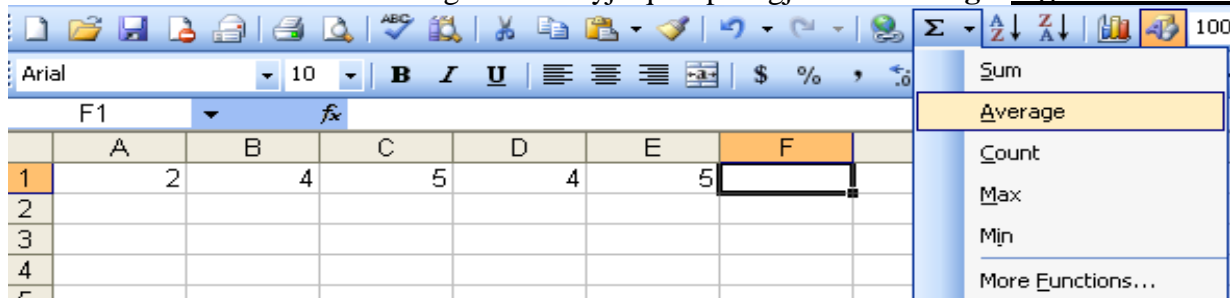 ABC Σ A Z Z A 100
Arial 10 B I U $ % ,
Sum
F1 fx
Average
A B C D E F
Count
1 2 4 5 4 5
Max
2
3
Min
4
More Functions...